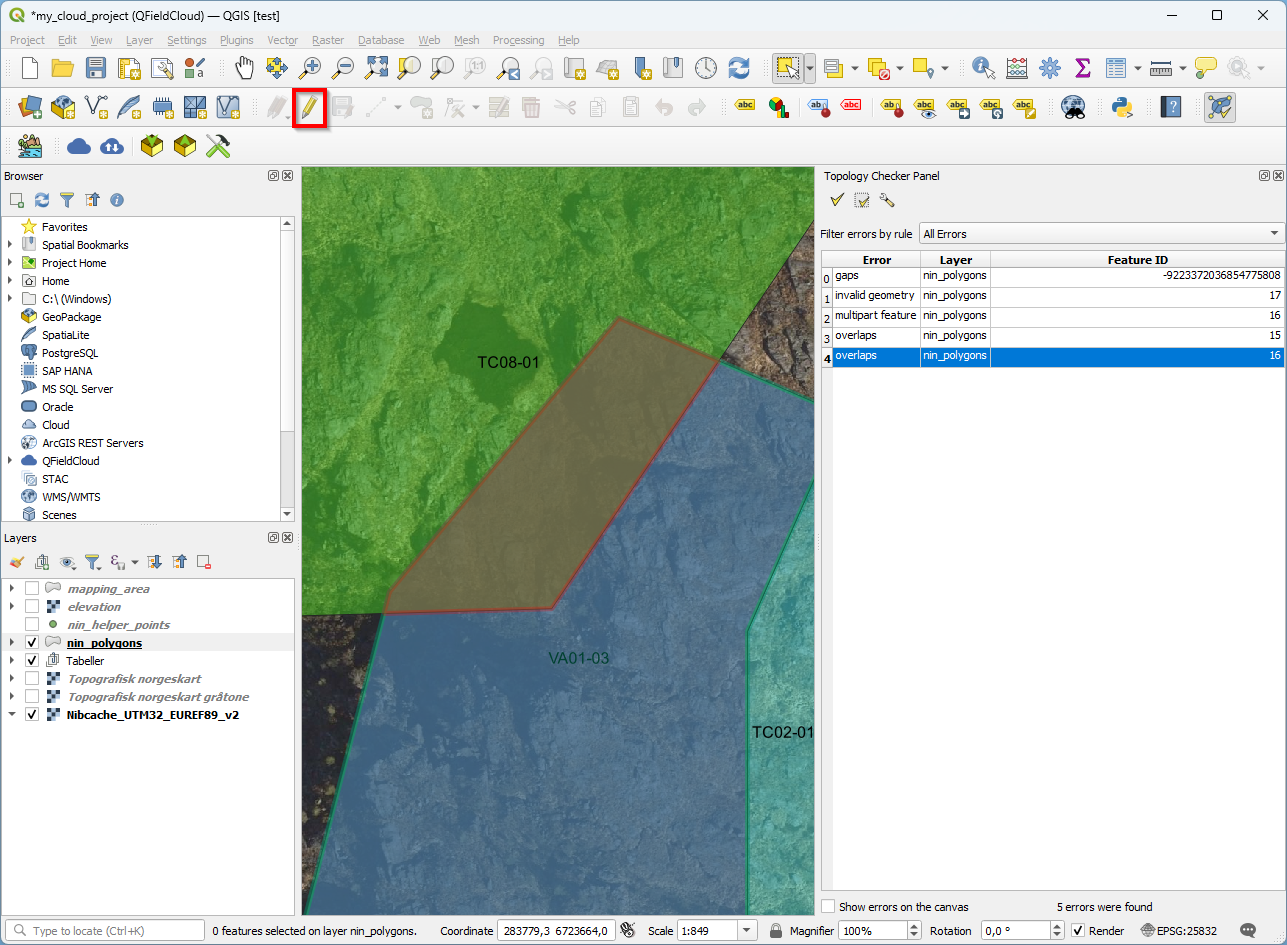 *my_cloud_project (QFieldCloud) — QGIS [test]
Project Edit View Layer Settings Plugins Vector Raster Database Web Mesh Processing Help
Browser
Favorites
Spatial Bookmarks
Project Home
Home
C:\ (Windows)
GeoPackage
SpatiaLite
PostgreSQL
SAP HANA
MS SQL Server
Oracle
Cloud
ArcGIS REST Servers
QFieldCloud
STAC
WMS/WMTS
Scenes
Layers
mapping_area
elevation
nin_helper_points
nin_polygons
Tabeller
Topografisk norgeskart
Topografisk norgeskart gråtone
Nibcache_UTM32_EUREF89_v2
TC08-01
VA01-03
TC02-01
Topology Checker Panel
Filter errors by rule All Errors
Error Layer Feature ID
0 gaps nin_polygons -9223372036854775808
1 invalid geometry nin_polygons 17
2 multipart feature nin_polygons 16
3 overlaps nin_polygons 15
4 overlaps nin_polygons 16
Show errors on the canvas 5 errors were found
Type to locate (Ctrl+K) 0 features selected on layer nin_polygons. Coordinate 283779,3 6723664,0 Scale 1:849 Magnifier 100% Rotation 0,0 ° Render EPSG:25832